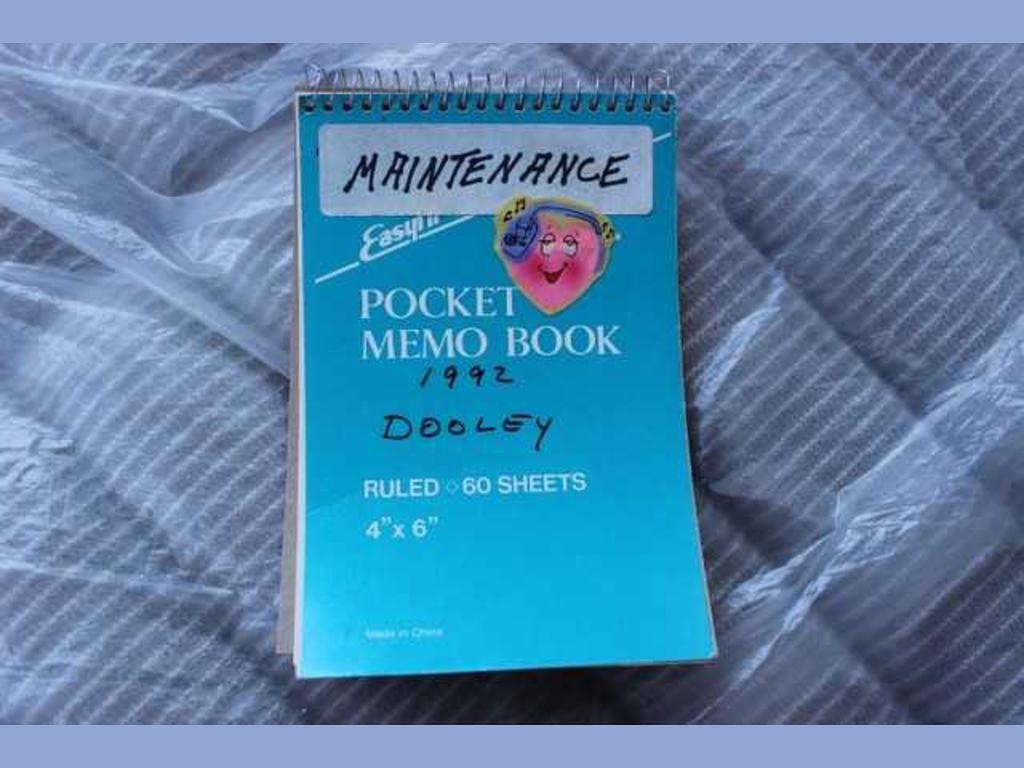 MAINTENANCE
POCKET
MEMO BOOK
1992
DOOLEY
RULED ◇ 60 SHEETS
4" x 6"
Made in China